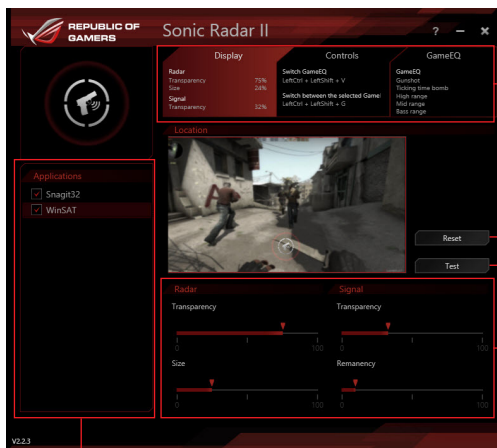 REPUBLIC OF
GAMERS
Sonic Radar II
? – ×
Display
Radar
Transparency 75%
Size 24%
Signal
Transparency 32%
Controls
Switch GameEQ
LeftCtrl + LeftShift + V
Switch between the selected Game
LeftCtrl + LeftShift + G
GameEQ
GameEQ
Gunshot
Ticking time bomb
High range
Mid range
Bass range
Location
Applications
Snagit32
WinSAT
Reset
Test
Radar
Transparency
0 100
Size
0 100
Signal
Transparency
0 100
Remanency
0 100
V2.2.3